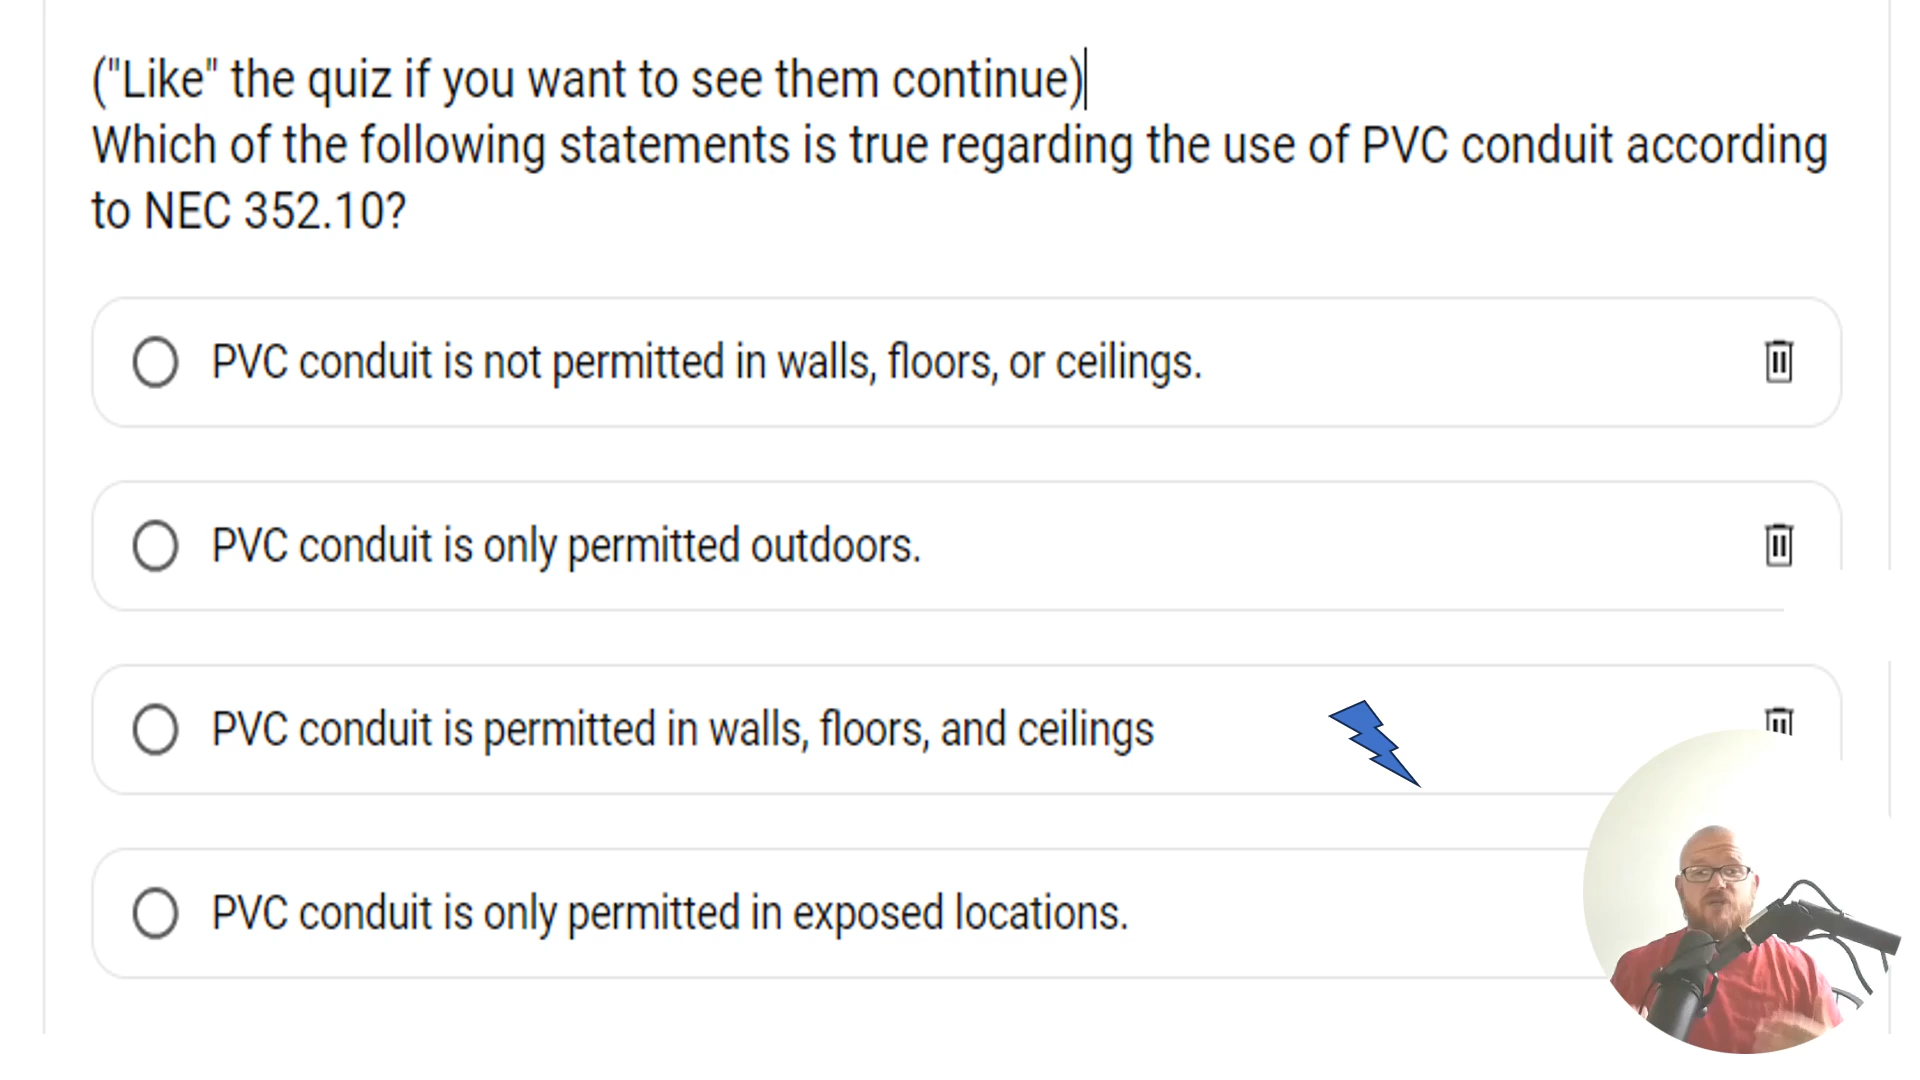 ("Like" the quiz if you want to see them continue)
Which of the following statements is true regarding the use of PVC conduit according
to NEC 352.10?
PVC conduit is not permitted in walls, floors, or ceilings.
PVC conduit is only permitted outdoors.
PVC conduit is permitted in walls, floors, and ceilings
PVC conduit is only permitted in exposed locations.